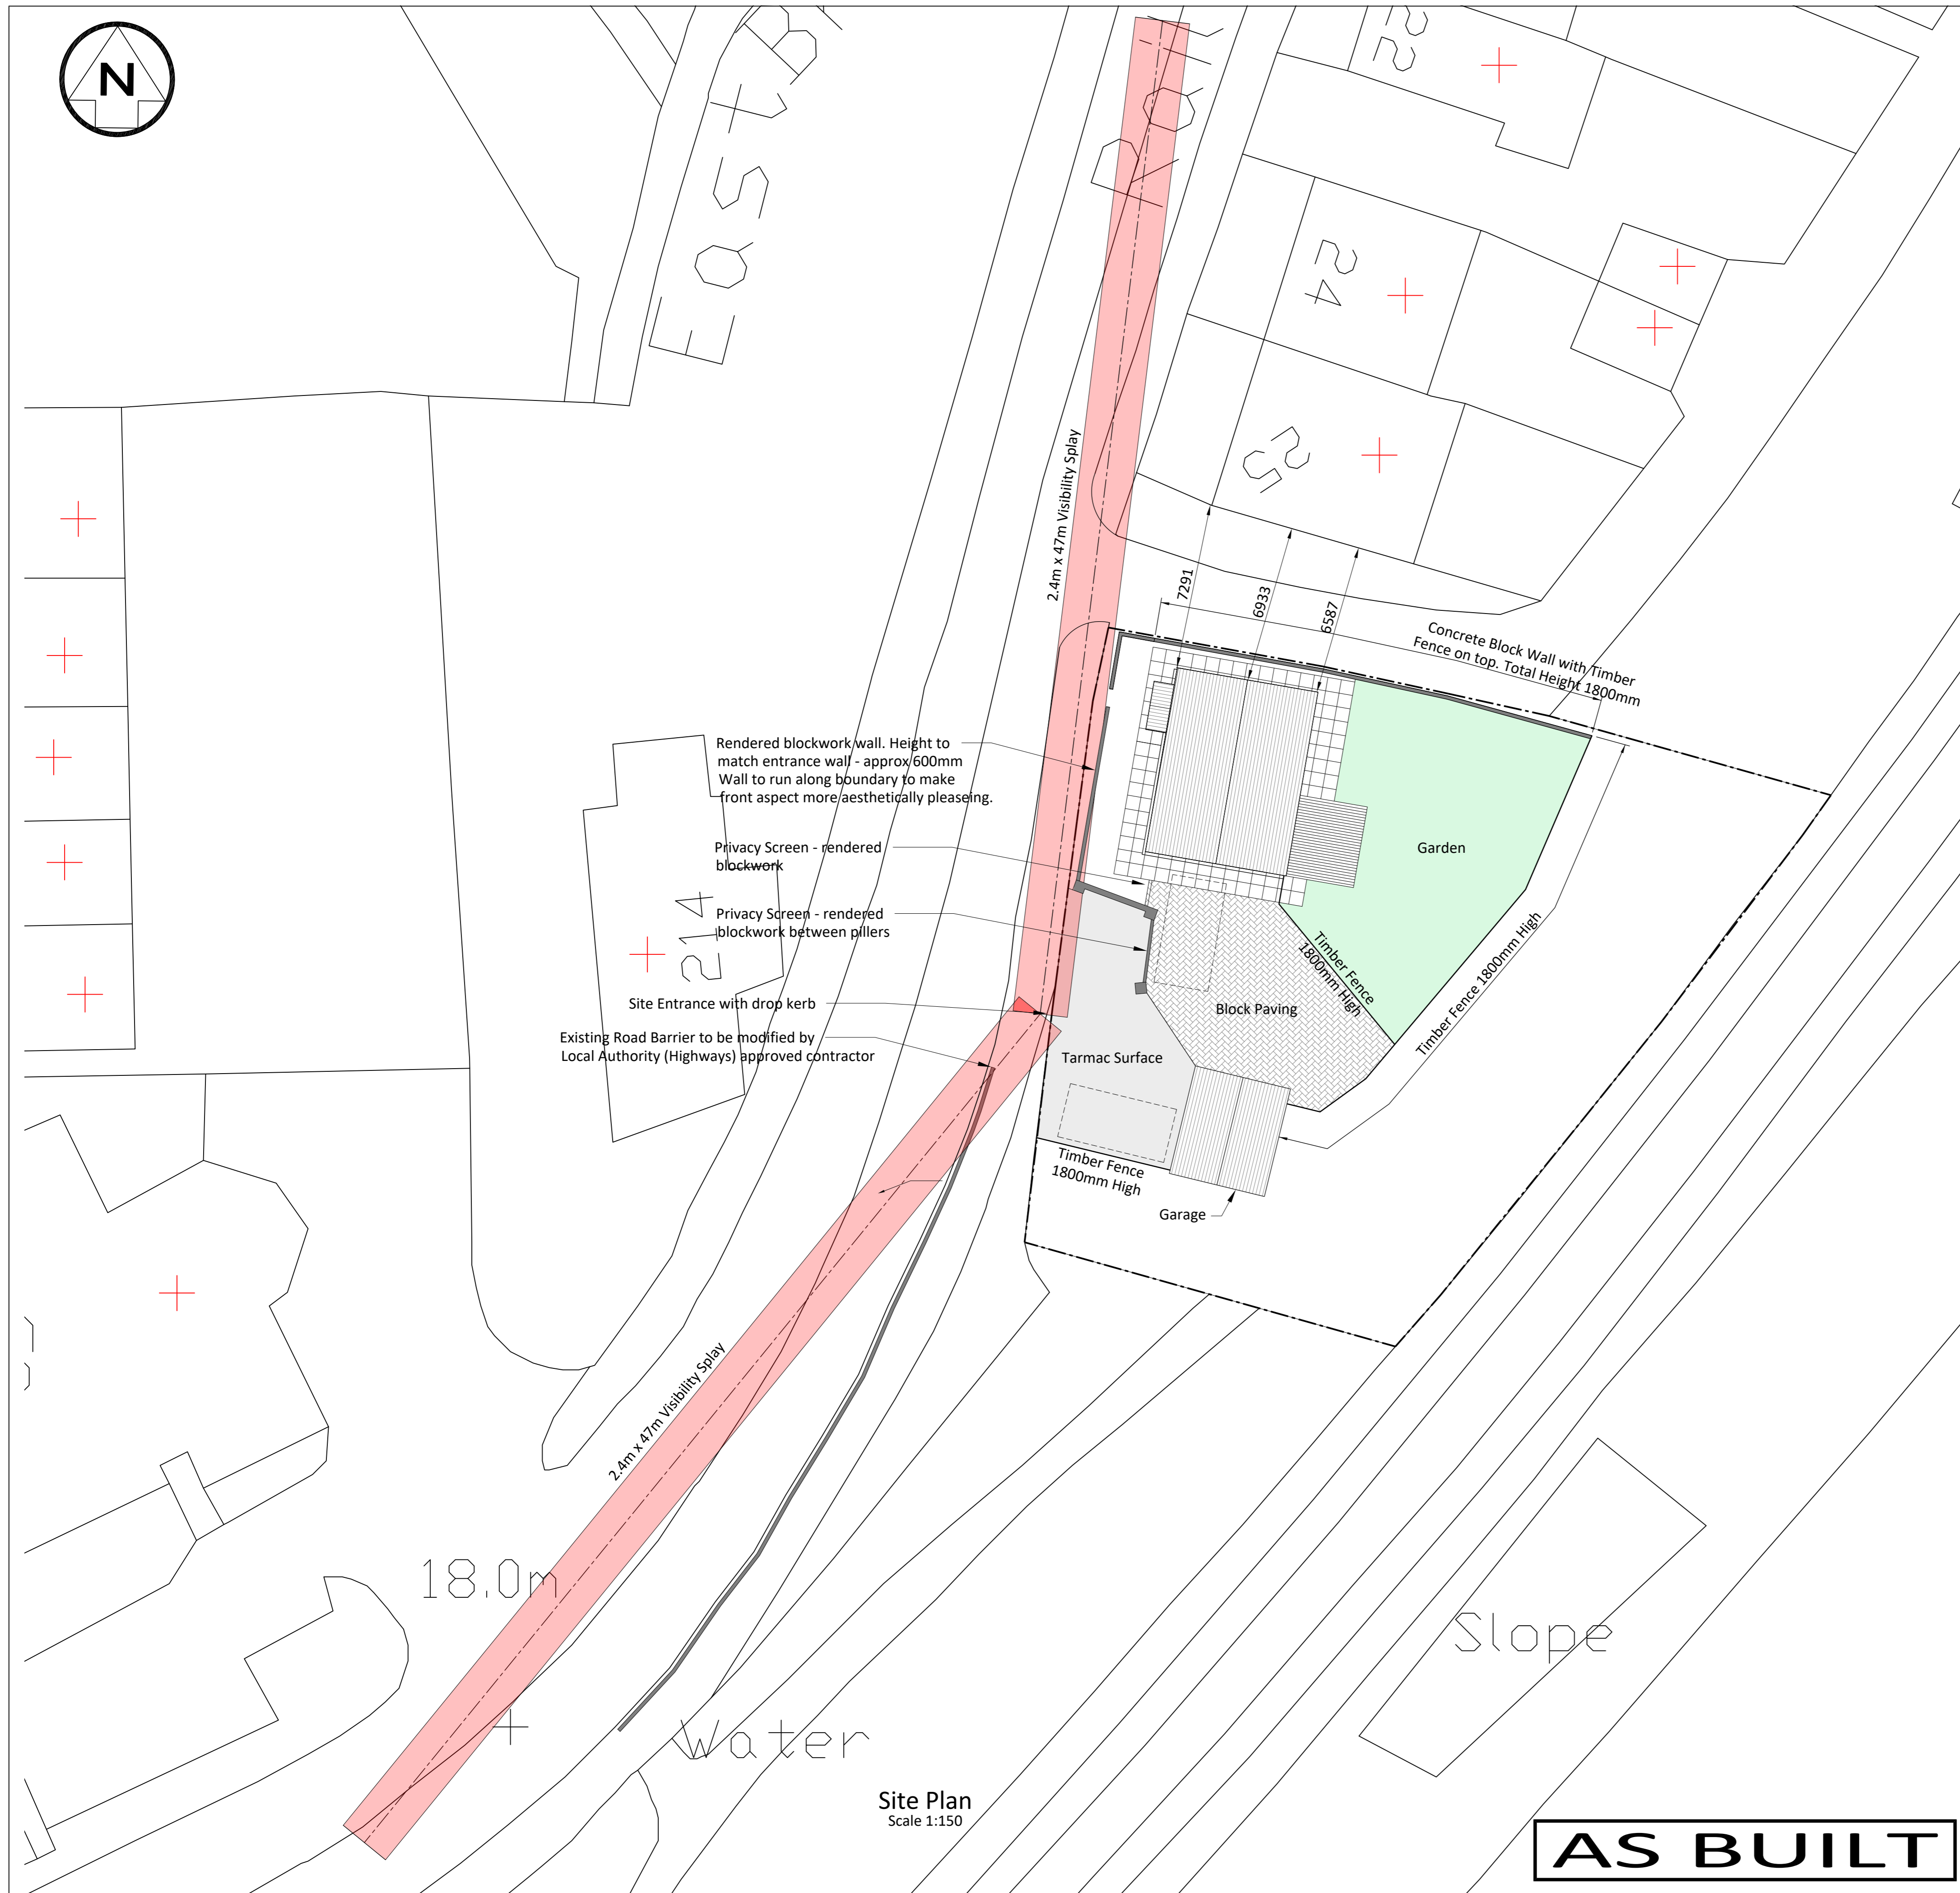 N
East B
Road
22
24
25
2.4m x 47m Visibility Splay
7291
6933
6587
Concrete Block Wall with Timber
Fence on top. Total Height 1800mm
Rendered blockwork wall. Height to
match entrance wall - approx 600mm
Wall to run along boundary to make
front aspect more aesthetically pleaseing.
Privacy Screen - rendered
blockwork
Garden
214
Privacy Screen - rendered
blockwork between pillers
Timber Fence
1800mm High
Timber Fence 1800mm High
Site Entrance with drop kerb
Block Paving
Existing Road Barrier to be modified by
Local Authority (Highways) approved contractor
Tarmac Surface
Timber Fence
1800mm High
Garage
2.4m x 47m Visibility Splay
18.0m
Slope
Water
Site Plan
Scale 1:150
AS BUILT